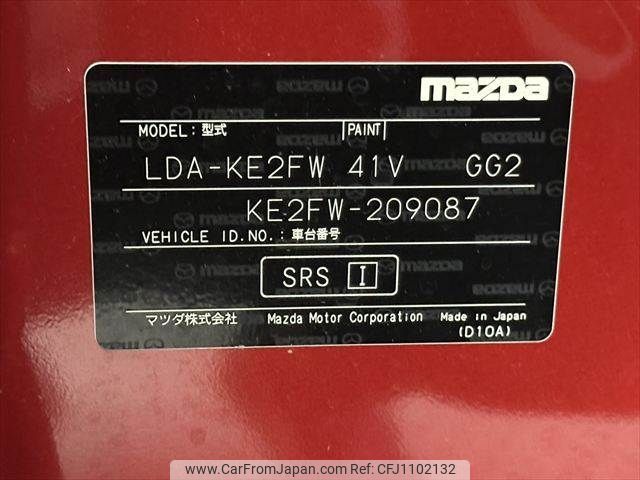 mazda
MODEL：型式 PAINT
LDA-KE2FW 41V GG2
KE2FW-209087
VEHICLE ID.NO.：車台番号
SRS I
マツダ株式会社 Mazda Motor Corporation Made in Japan
(D10A)
www.CarFromJapan.com - CFJ1102132